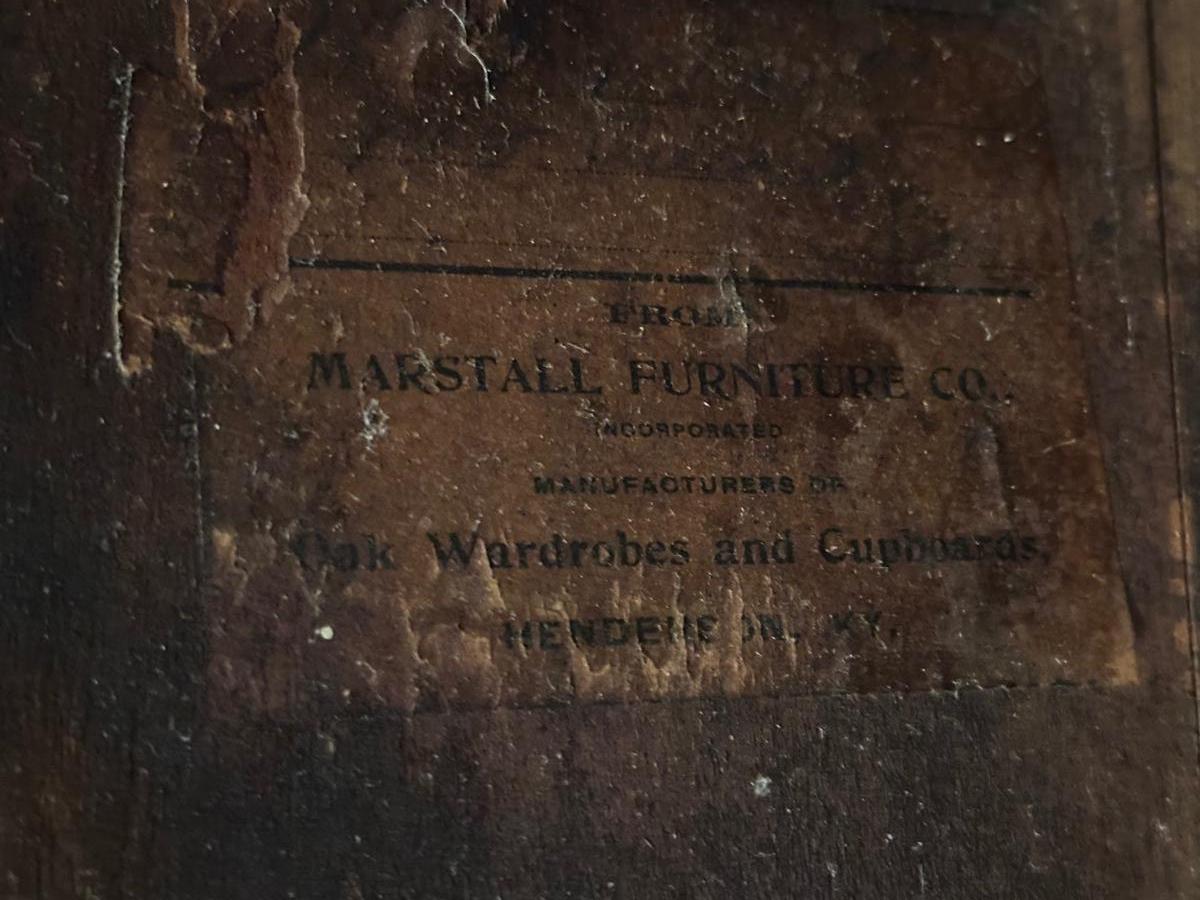 FROM
MARSTALL FURNITURE CO.,
INCORPORATED
MANUFACTURERS OF
Oak Wardrobes and Cupboards,
HENDERSON, KY.